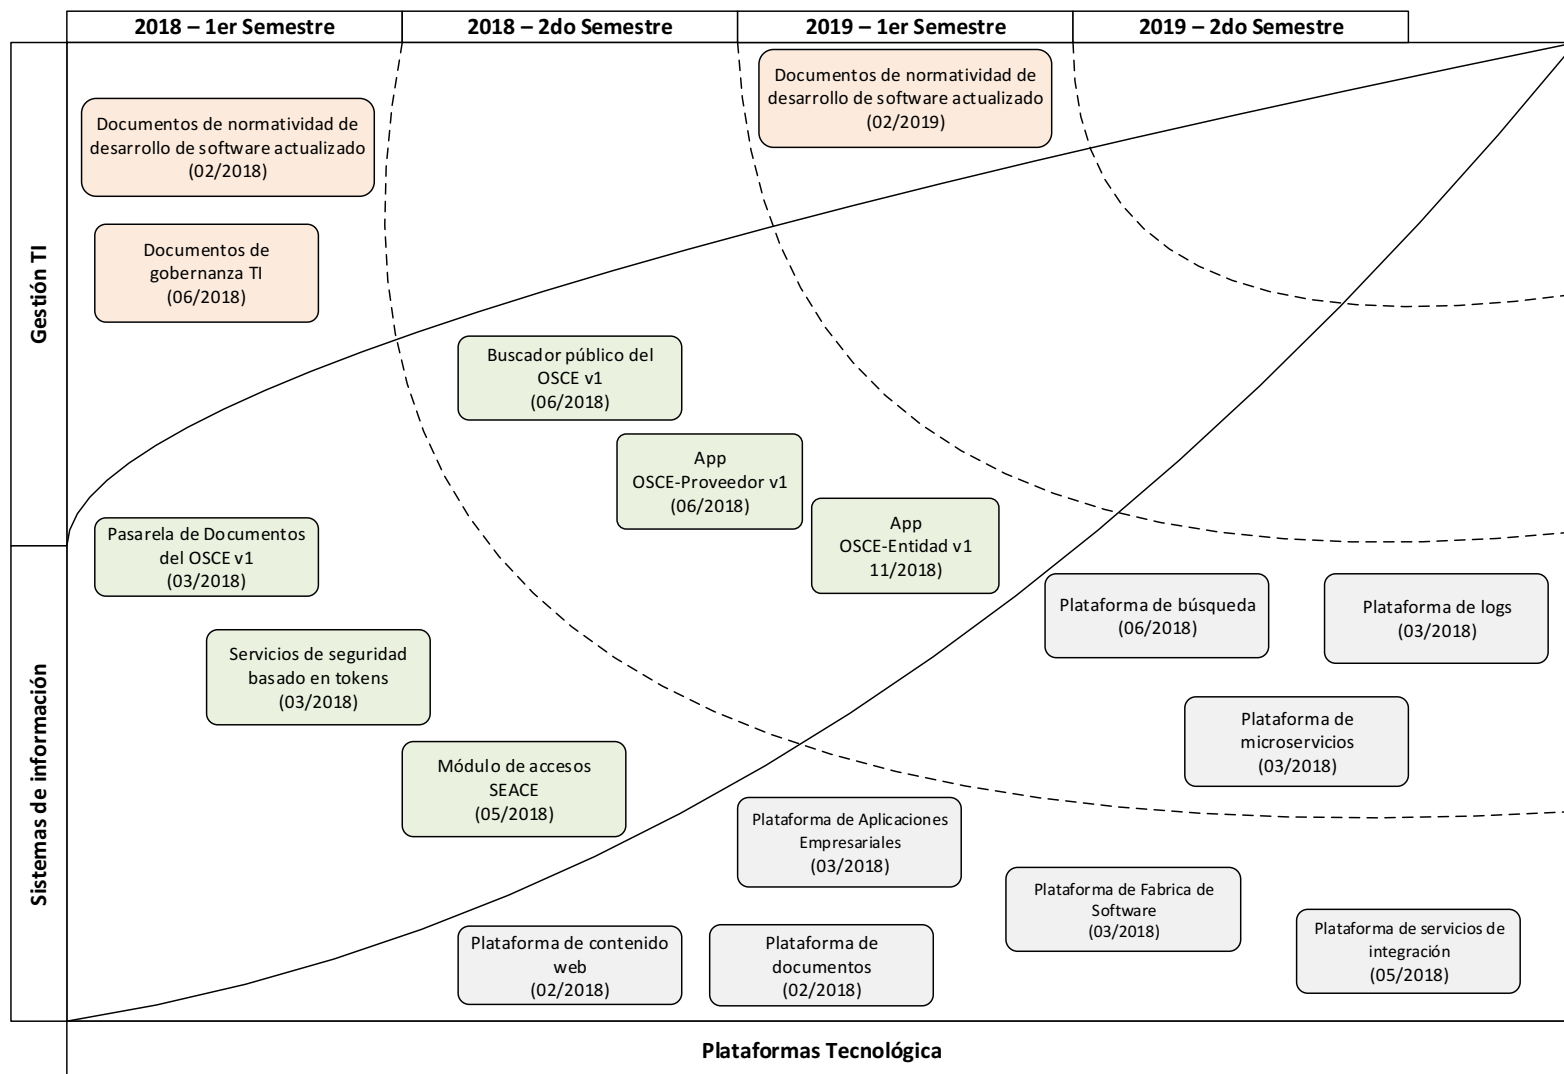 2018 – 1er Semestre
2018 – 2do Semestre
2019 – 1er Semestre
2019 – 2do Semestre
Gestión TI
Documentos de normatividad de
desarrollo de software actualizado
(02/2018)
Documentos de normatividad de
desarrollo de software actualizado
(02/2019)
Documentos de
gobernanza TI
(06/2018)
Buscador público del
OSCE v1
(06/2018)
App
OSCE-Proveedor v1
(06/2018)
App
OSCE-Entidad v1
11/2018)
Sistemas de información
Pasarela de Documentos
del OSCE v1
(03/2018)
Servicios de seguridad
basado en tokens
(03/2018)
Módulo de accesos
SEACE
(05/2018)
Plataforma de búsqueda
(06/2018)
Plataforma de logs
(03/2018)
Plataforma de
microservicios
(03/2018)
Plataforma de Aplicaciones
Empresariales
(03/2018)
Plataforma de Fabrica de
Software
(03/2018)
Plataforma de servicios de
integración
(05/2018)
Plataforma de contenido
web
(02/2018)
Plataforma de
documentos
(02/2018)
Plataformas Tecnológica